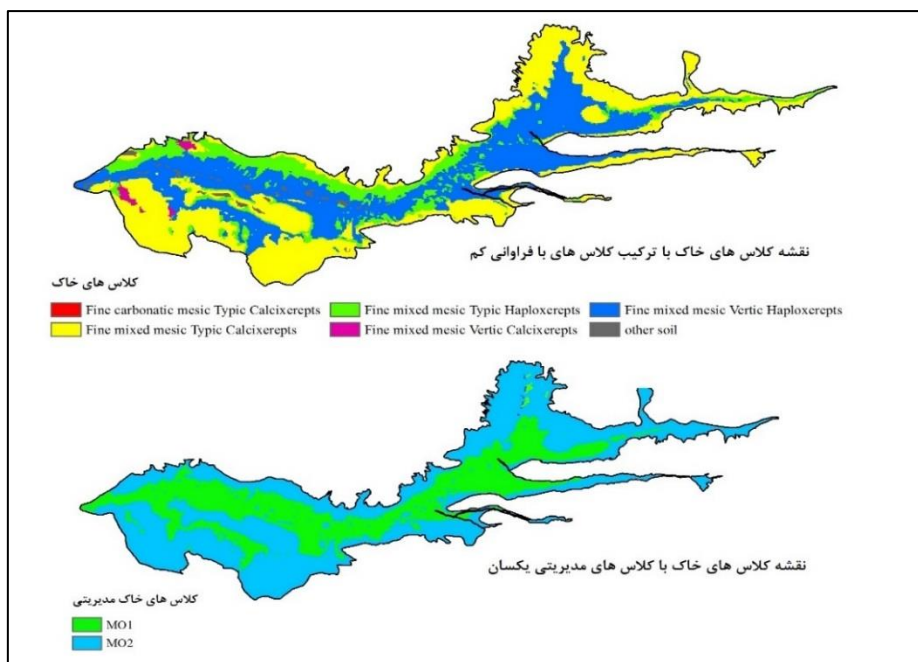 نقشه کلاس های خاک با ترکیب کلاس های با فراوانی کم
کلاس های خاک
Fine carbonatic mesic Typic Calcixerepts
Fine mixed mesic Typic Haploxerepts
Fine mixed mesic Vertic Haploxerepts
Fine mixed mesic Typic Calcixerepts
Fine mixed mesic Vertic Calcixerepts
other soil
نقشه کلاس های خاک با کلاس های مدیریتی یکسان
کلاس های خاک مدیریتی
MO1
MO2